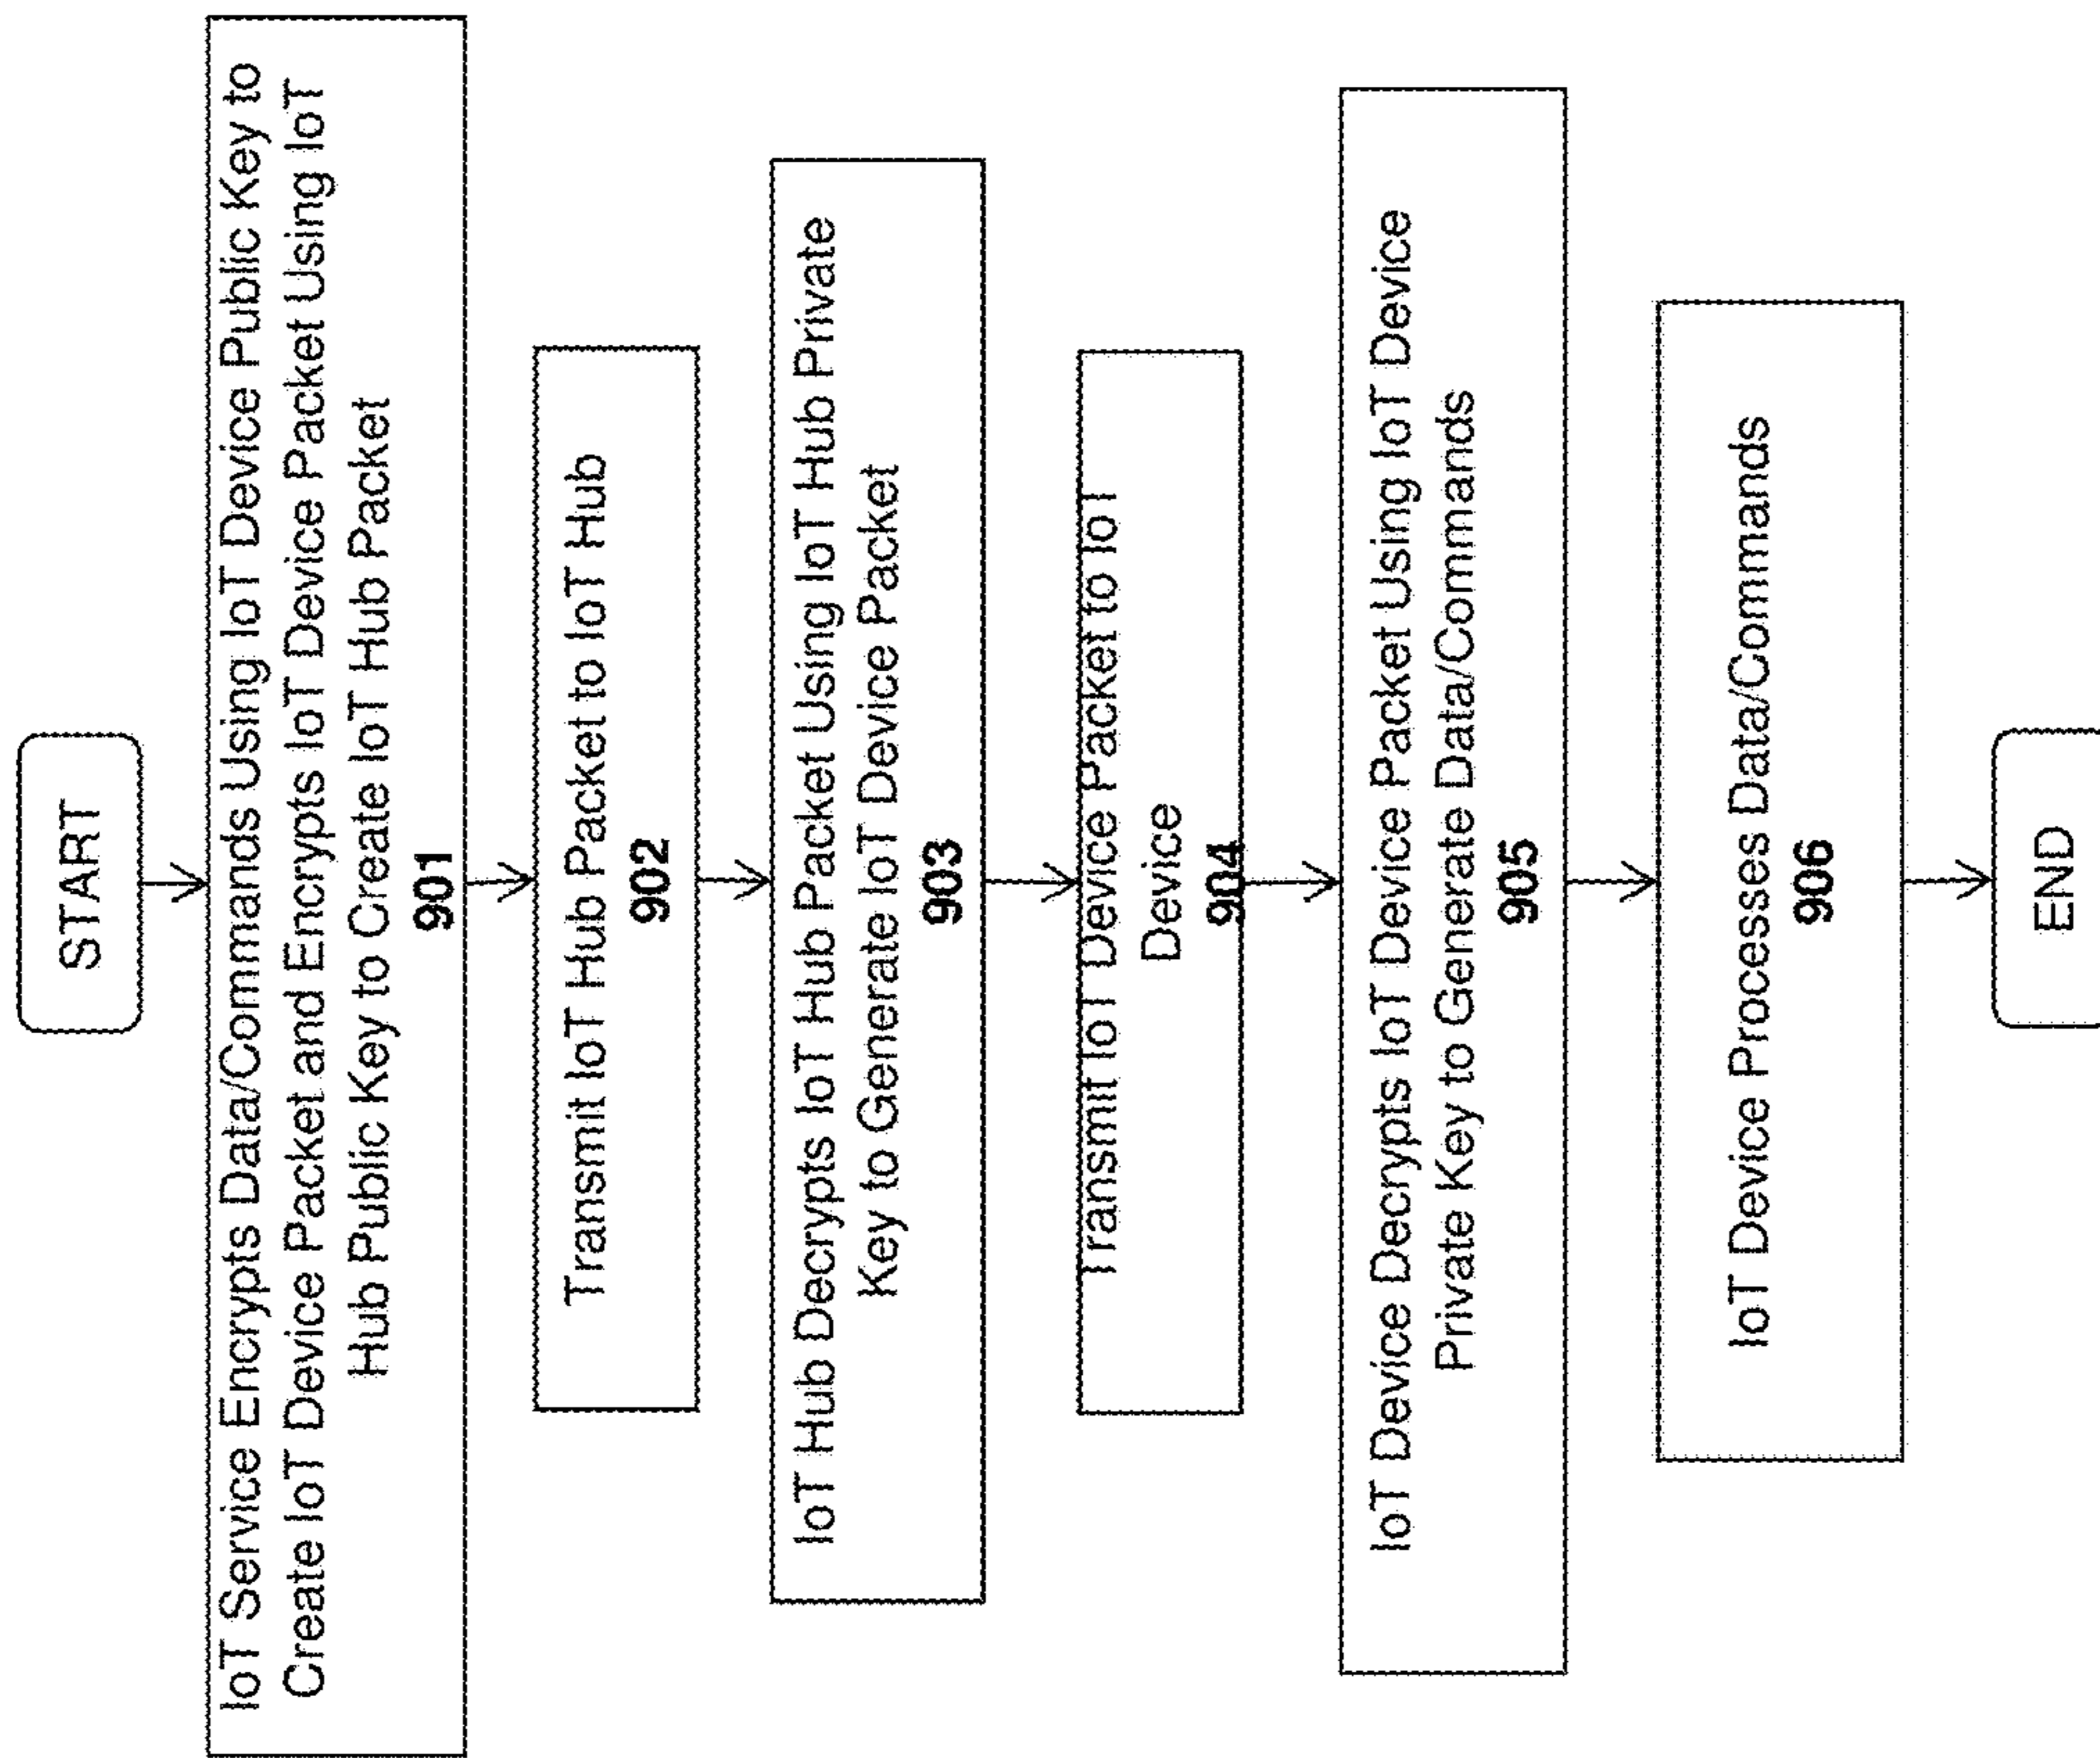 START
IoT Service Encrypts Data/Commands Using IoT Device Public Key to
Create IoT Device Packet and Encrypts IoT Device Packet Using IoT
Hub Public Key to Create IoT Hub Packet
901
Transmit IoT Hub Packet to IoT Hub
902
IoT Hub Decrypts IoT Hub Packet Using IoT Hub Private
Key to Generate IoT Device Packet
903
Transmit IoT Device Packet to IoT
Device
904
IoT Device Decrypts IoT Device Packet Using IoT Device
Private Key to Generate Data/Commands
905
IoT Device Processes Data/Commands
906
END